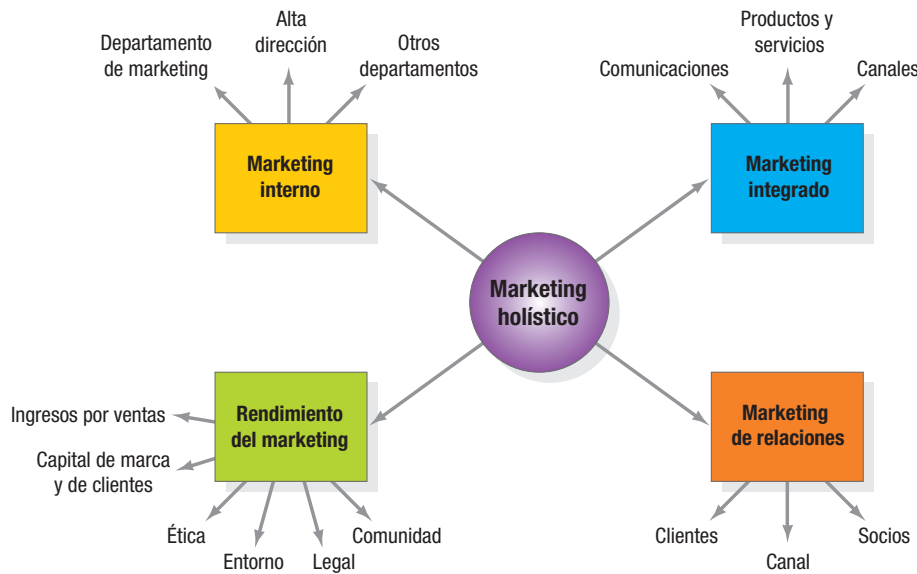 Departamento
de marketing
Alta
dirección
Otros
departamentos
Marketing
interno
Comunicaciones
Productos y
servicios
Canales
Marketing
integrado
Marketing
holístico
Rendimiento
del marketing
Ingresos por ventas
Capital de marca
y de clientes
Ética
Entorno
Legal
Comunidad
Marketing
de relaciones
Clientes
Canal
Socios